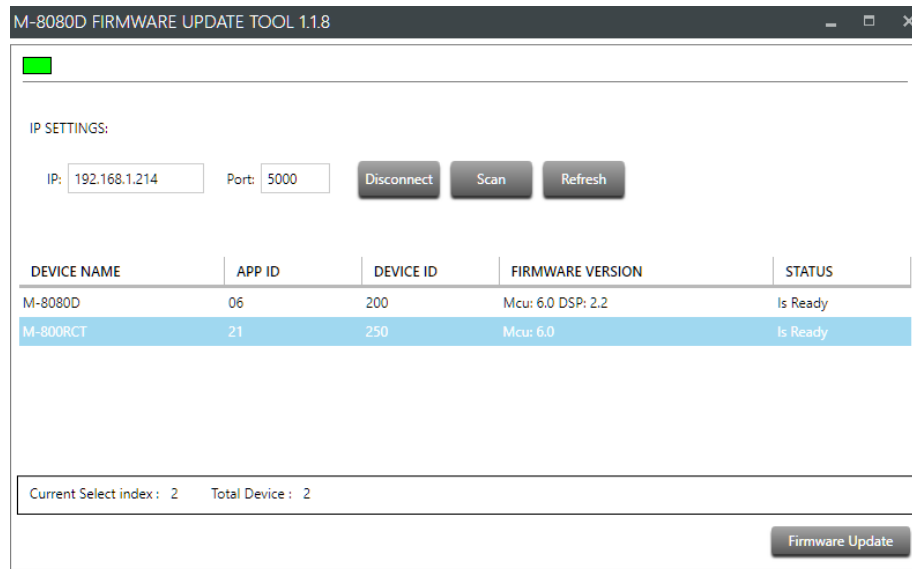 M-8080D FIRMWARE UPDATE TOOL 1.1.8
IP SETTINGS:
IP: 192.168.1.214 Port: 5000 Disconnect Scan Refresh
DEVICE NAME APP ID DEVICE ID FIRMWARE VERSION STATUS
M-8080D 06 200 Mcu: 6.0 DSP: 2.2 Is Ready
M-800RCT 21 250 Mcu: 6.0 Is Ready
Current Select index : 2 Total Device : 2
Firmware Update